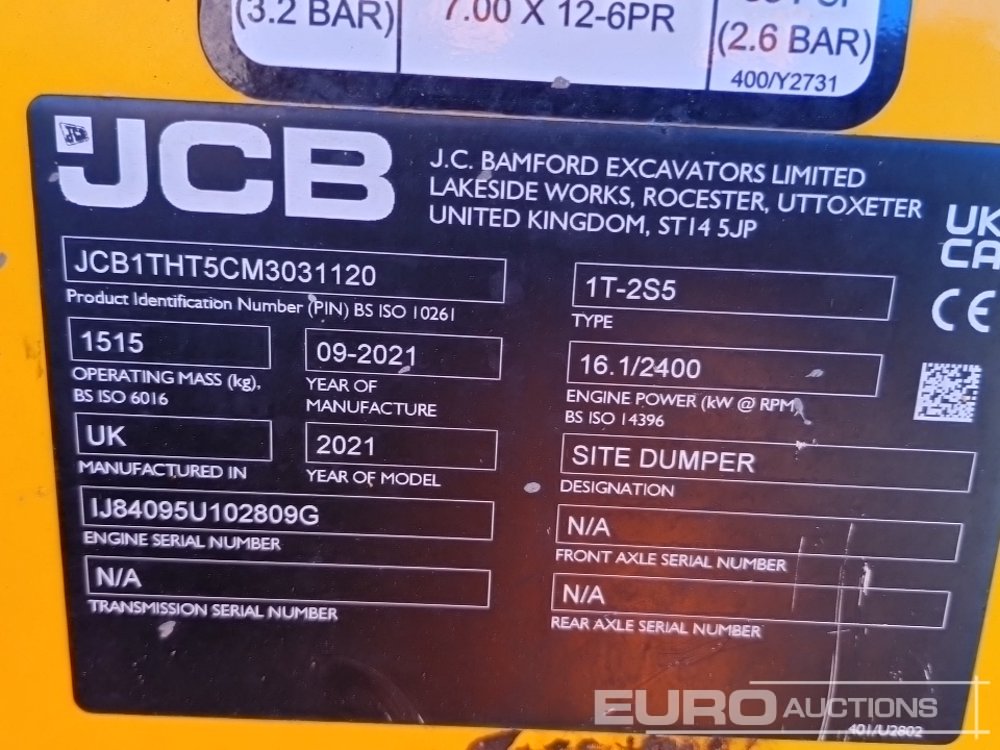 (3.2 BAR)
7.00 X 12-6PR
(2.6 BAR)
400/Y2731
JCB
JCB
J.C. BAMFORD EXCAVATORS LIMITED
LAKESIDE WORKS, ROCESTER, UTTOXETER
UNITED KINGDOM, ST14 5JP
UK
CA
CE
JCB1THT5CM3031120
Product Identification Number (PIN) BS ISO 10261
1T-2S5
TYPE
1515
OPERATING MASS (kg),
BS ISO 6016
09-2021
YEAR OF
MANUFACTURE
16.1/2400
ENGINE POWER (kW @ RPM)
BS ISO 14396
UK
MANUFACTURED IN
2021
YEAR OF MODEL
SITE DUMPER
DESIGNATION
IJ84095U102809G
ENGINE SERIAL NUMBER
N/A
FRONT AXLE SERIAL NUMBER
N/A
TRANSMISSION SERIAL NUMBER
N/A
REAR AXLE SERIAL NUMBER
EURO AUCTIONS
401/U2802